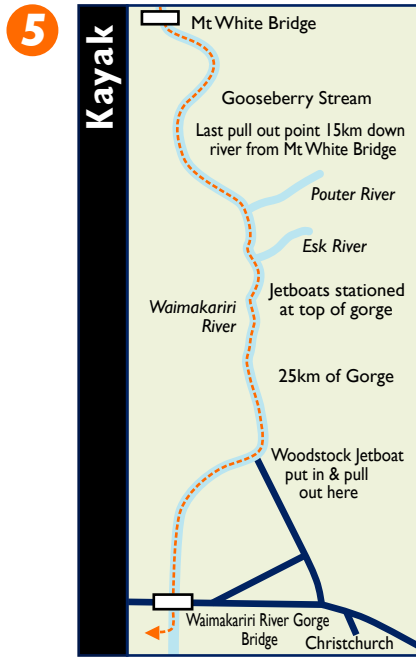 5
Kayak
Mt White Bridge
Gooseberry Stream
Last pull out point 15km down
river from Mt White Bridge
Pouter River
Esk River
Jetboats stationed
at top of gorge
Waimakariri
River
25km of Gorge
Woodstock Jetboat
put in & pull
out here
Waimakariri River Gorge
Bridge
Christchurch